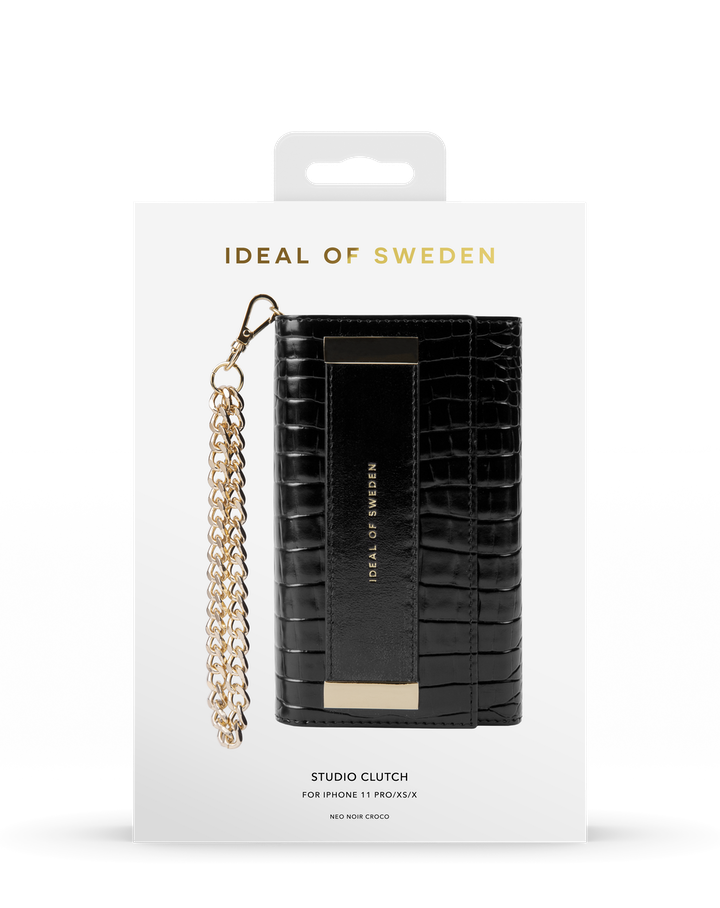 IDEAL OF SWEDEN
IDEAL OF SWEDEN
STUDIO CLUTCH
FOR IPHONE 11 PRO/XS/X
NEO NOIR CROCO